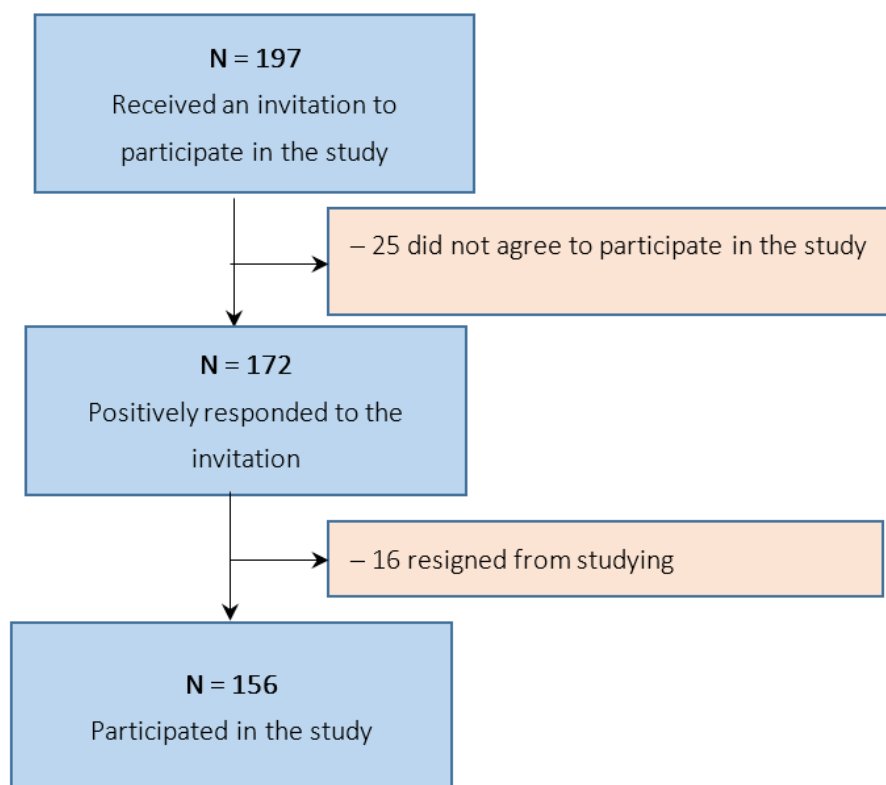 N = 197
Received an invitation to
participate in the study
– 25 did not agree to participate in the study
N = 172
Positively responded to the
invitation
– 16 resigned from studying
N = 156
Participated in the study